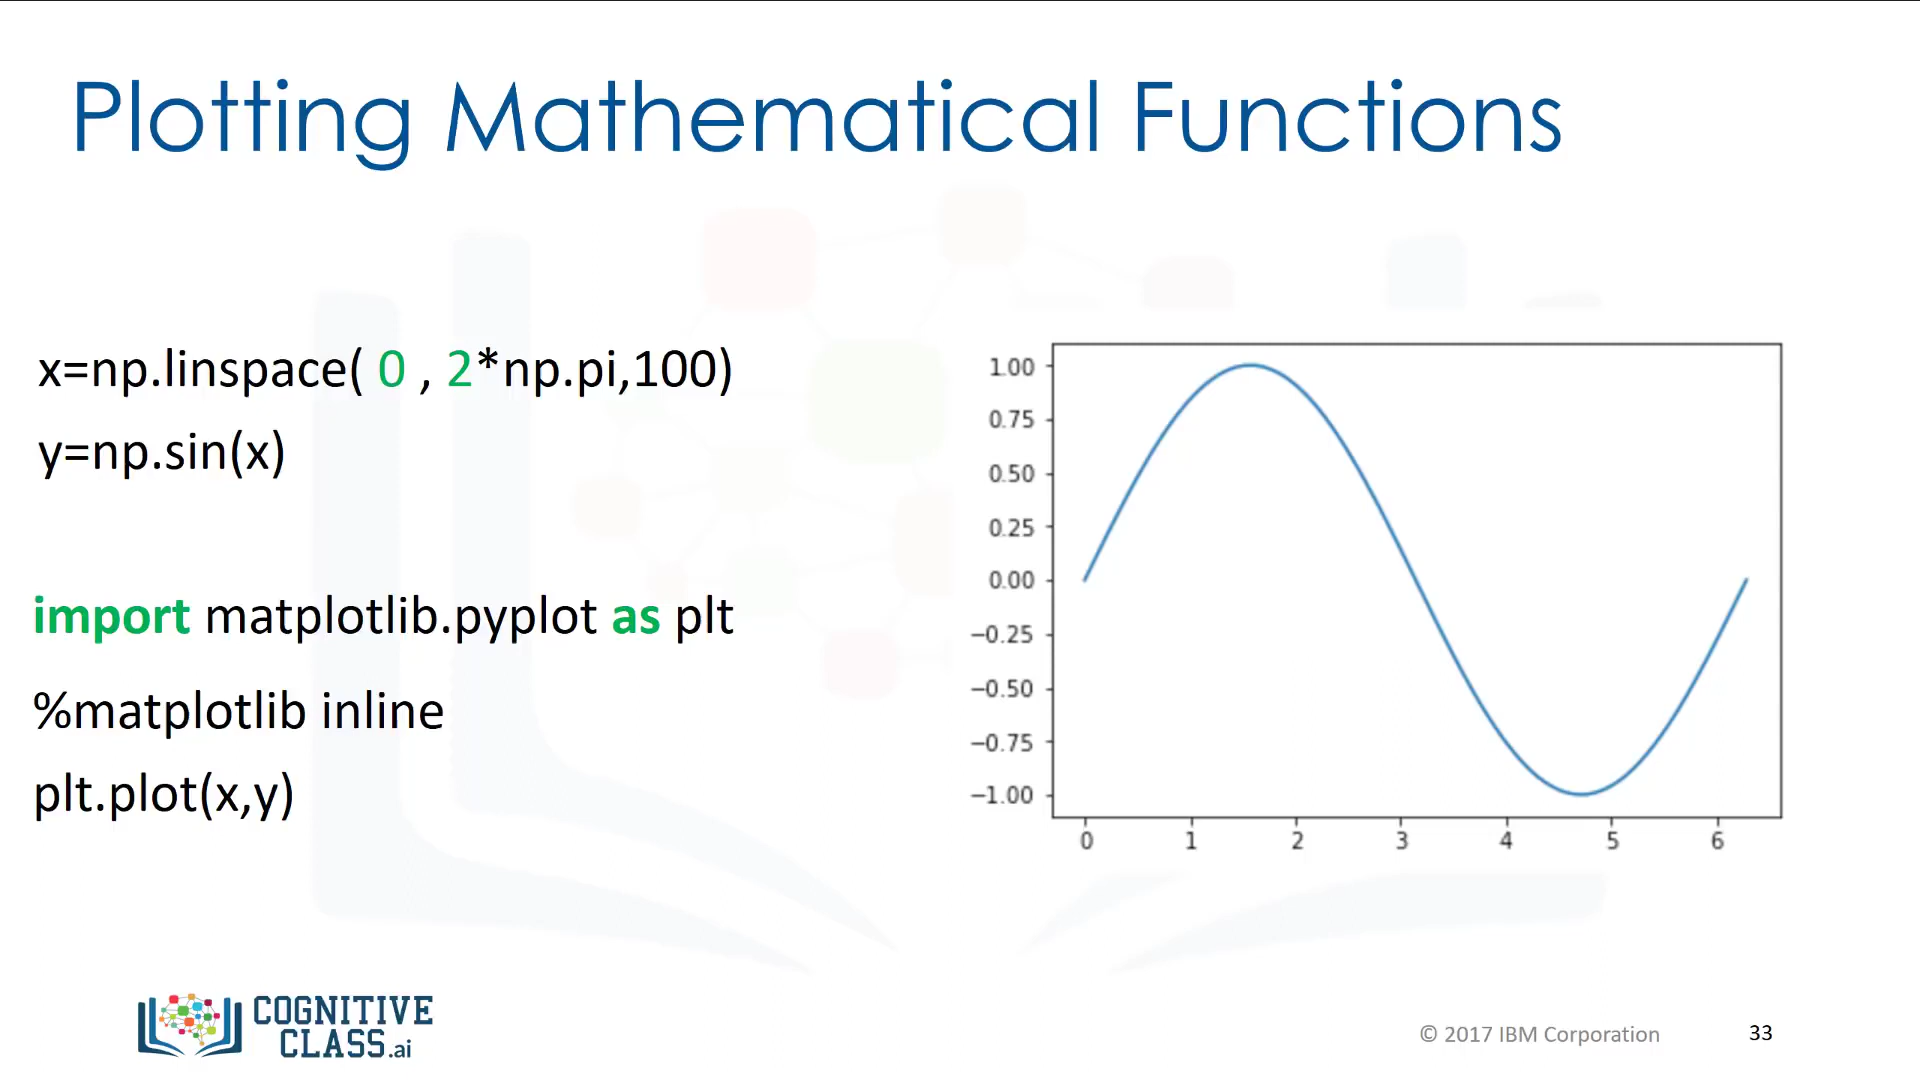 Plotting Mathematical Functions
x=np.linspace( 0 , 2*np.pi,100)
y=np.sin(x)
import matplotlib.pyplot as plt
%matplotlib inline
plt.plot(x,y)
1.00
0.75
0.50
0.25
0.00
−0.25
−0.50
−0.75
−1.00
0 1 2 3 4 5 6
COGNITIVE
CLASS.ai
© 2017 IBM Corporation 33